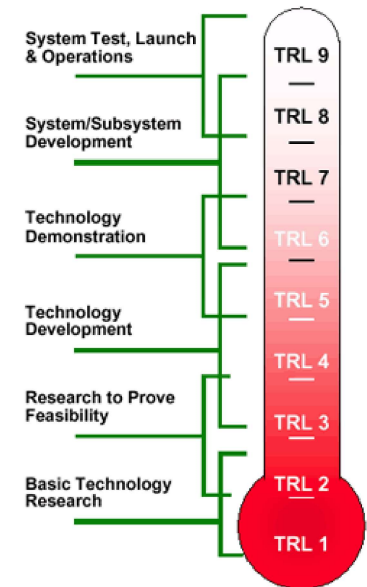 System Test, Launch
& Operations
System/Subsystem
Development
Technology
Demonstration
Technology
Development
Research to Prove
Feasibility
Basic Technology
Research
TRL 9
TRL 8
TRL 7
TRL 6
TRL 5
TRL 4
TRL 3
TRL 2
TRL 1